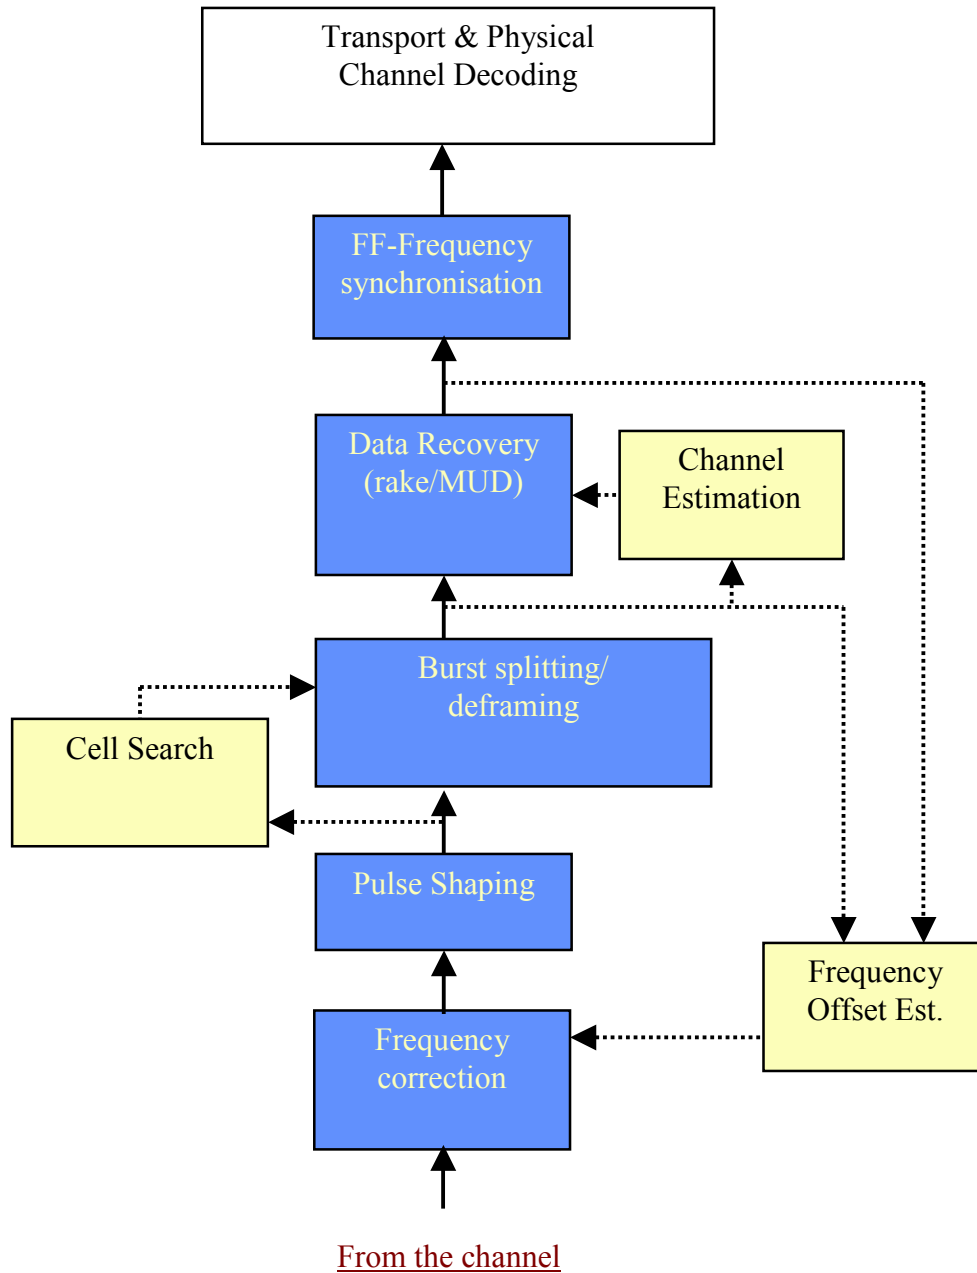 Transport & Physical
Channel Decoding
FF-Frequency
synchronisation
Data Recovery
(rake/MUD)
Channel
Estimation
Burst splitting/
deframing
Cell Search
Pulse Shaping
Frequency
Offset Est.
Frequency
correction
From the channel